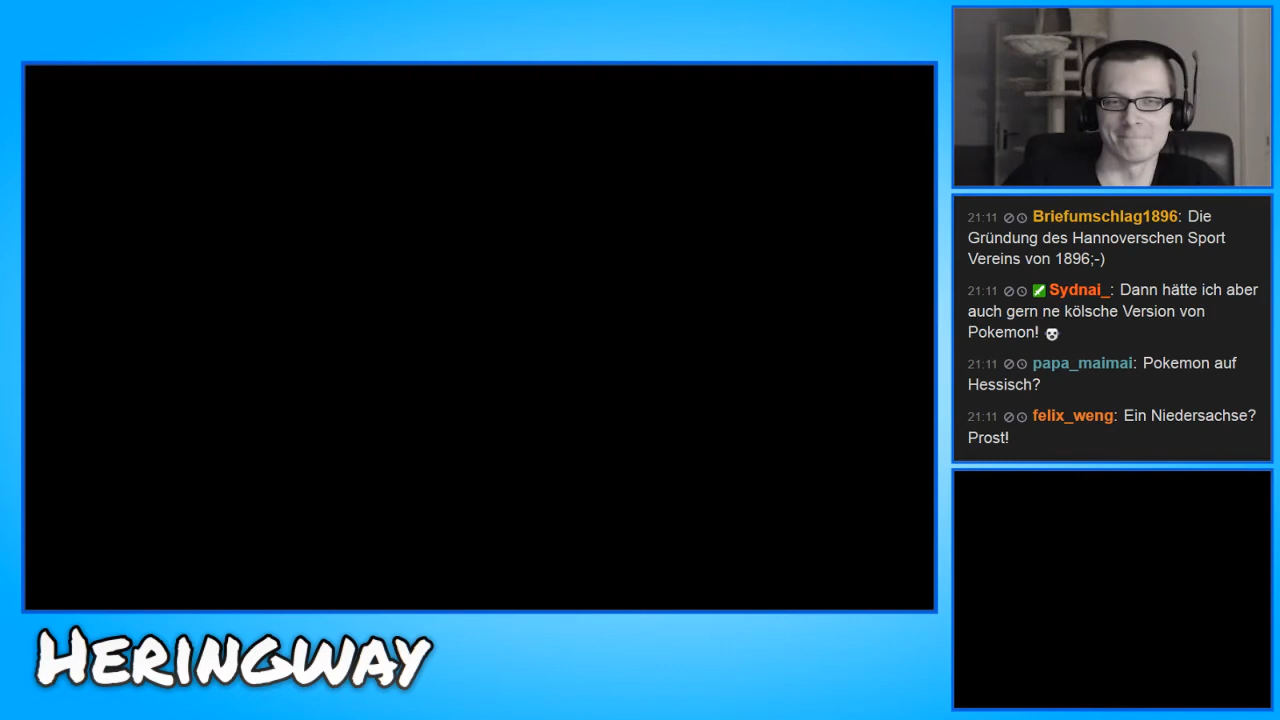 21:11 Briefumschlag1896: Die
Gründung des Hannoverschen Sport
Vereins von 1896;-)
21:11 Sydnai_: Dann hätte ich aber
auch gern ne kölsche Version von
Pokemon!
21:11 papa_maimai: Pokemon auf
Hessisch?
21:11 felix_weng: Ein Niedersachse?
Prost!
Heringway